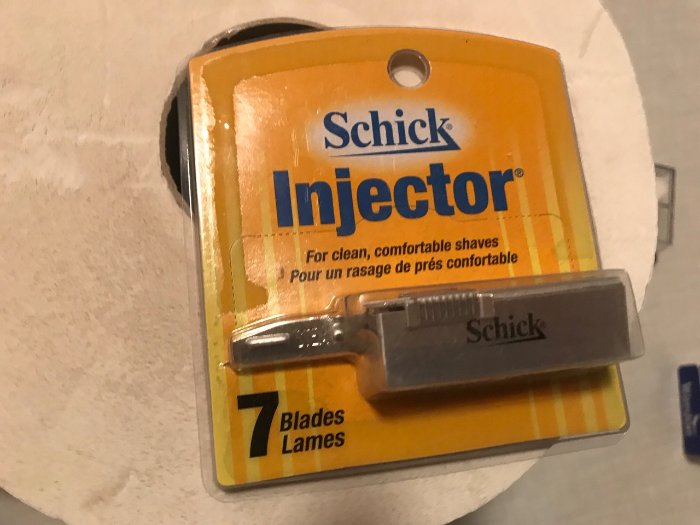 Schick
Injector®
For clean, comfortable shaves
Pour un rasage de prés confortable
Schick
7 Blades
Lames